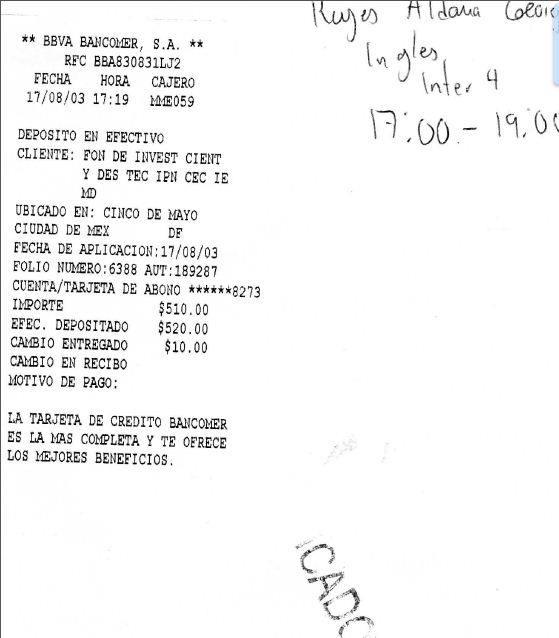 ** BBVA BANCOMER, S.A. **
RFC BBA830831LJ2
FECHA HORA CAJERO
17/08/03 17:19 MME059
DEPOSITO EN EFECTIVO
CLIENTE: FON DE INVEST CIENT
Y DES TEC IPN CEC IE
MD
UBICADO EN: CINCO DE MAYO
CIUDAD DE MEX DF
FECHA DE APLICACION:17/08/03
FOLIO NUMERO:6388 AUT:189287
CUENTA/TARJETA DE ABONO ******8273
IMPORTE $510.00
EFEC. DEPOSITADO $520.00
CAMBIO ENTREGADO $10.00
CAMBIO EN RECIBO
MOTIVO DE PAGO:
LA TARJETA DE CREDITO BANCOMER
ES LA MAS COMPLETA Y TE OFRECE
LOS MEJORES BENEFICIOS.
Reyes Aldana
Ingles
Inter 4
17:00 - 19:00
ICADO